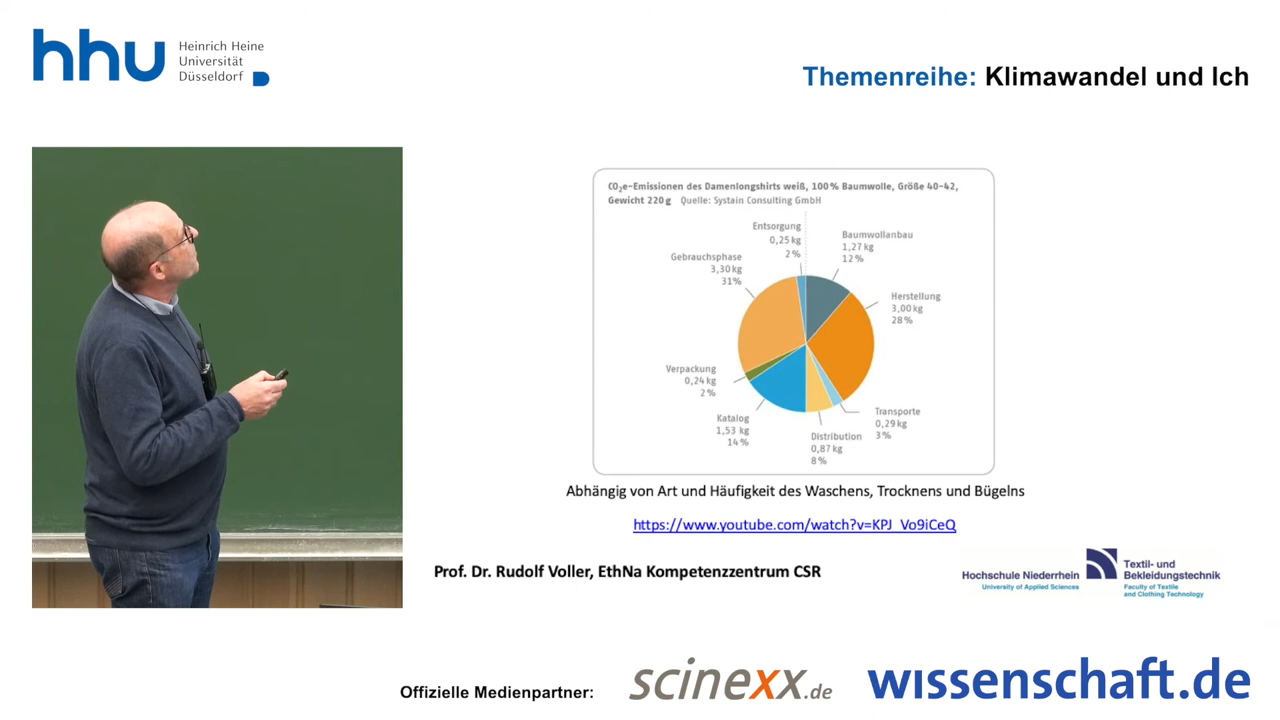 hhu
Heinrich Heine
Universität
Düsseldorf
Themenreihe: Klimawandel und Ich
CO₂e-Emissionen des Damenlongshirts weiß, 100 % Baumwolle, Größe 40-42,
Gewicht 220 g Quelle: Systain Consulting GmbH
Entsorgung
0,25 kg
2 %
Baumwollanbau
1,27 kg
12 %
Gebrauchsphase
3,30 kg
31%
Herstellung
3,00 kg
28 %
Verpackung
0,24 kg
2 %
Katalog
1,53 kg
14 %
Transporte
0,29 kg
3 %
Distribution
0,87 kg
8 %
Abhängig von Art und Häufigkeit des Waschens, Trocknens und Bügelns
https://www.youtube.com/watch?v=KPJ_Vo9iCeQ
Prof. Dr. Rudolf Voller, EthNa Kompetenzzentrum CSR
Hochschule Niederrhein
University of Applied Sciences
Textil- und
Bekleidungstechnik
Faculty of Textile
and Clothing Technology
Offizielle Medienpartner:
scinexx.de
wissenschaft.de